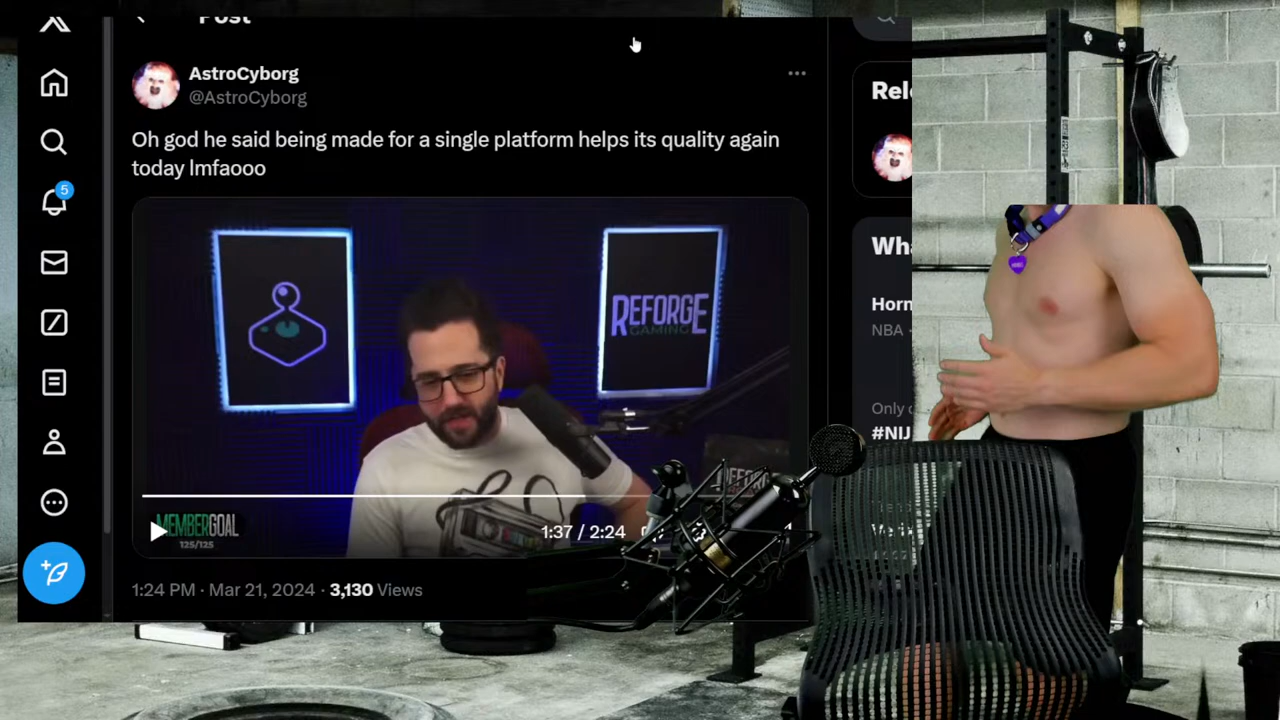 Post
AstroCyborg
@AstroCyborg
Oh god he said being made for a single platform helps its quality again
today lmfaooo
5
REFORGE
GAMING
MEMBERGOAL
125/125
1:37 / 2:24
1:24 PM · Mar 21, 2024 · 3,130 Views
Rele
Wha
Horn
NBA ·
Only o
#NIJ